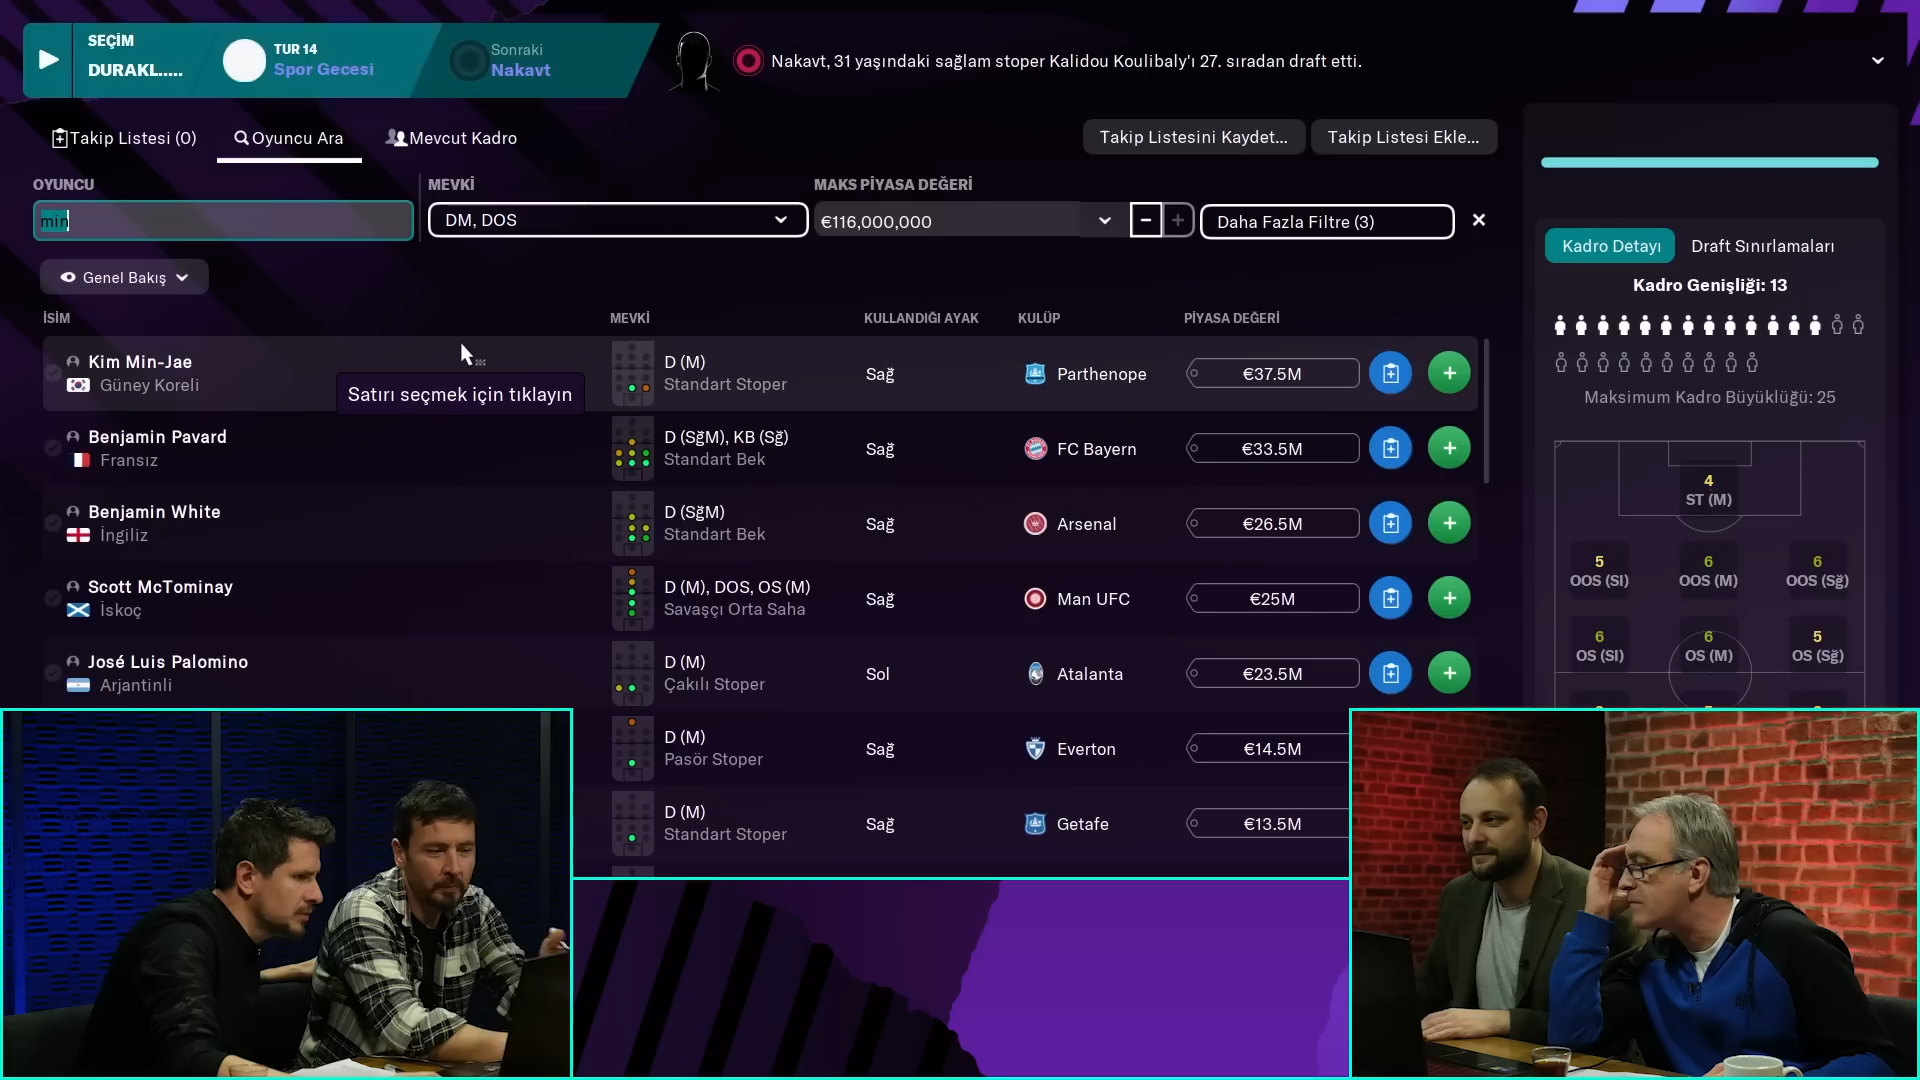 SEÇİM
DURAKL.....
TUR 14
Spor Gecesi
Sonraki
Nakavt
Nakavt, 31 yaşındaki sağlam stoper Kalidou Koulibaly'ı 27. sıradan draft etti.
Takip Listesi (0)
Oyuncu Ara
Mevcut Kadro
Takip Listesini Kaydet...
Takip Listesi Ekle...
OYUNCU
MEVKİ
MAKS PİYASA DEĞERİ
min
DM, DOS
€116,000,000
Daha Fazla Filtre (3)
Genel Bakış
İSİM
MEVKİ
KULLANDIĞI AYAK
KULÜP
PİYASA DEĞERİ
Kim Min-Jae
Güney Koreli
D (M)
Standart Stoper
Sağ
Parthenope
€37.5M
Satırı seçmek için tıklayın
Benjamin Pavard
Fransız
D (SğM), KB (Sğ)
Standart Bek
Sağ
FC Bayern
€33.5M
Benjamin White
İngiliz
D (SğM)
Standart Bek
Sağ
Arsenal
€26.5M
Scott McTominay
İskoç
D (M), DOS, OS (M)
Savaşçı Orta Saha
Sağ
Man UFC
€25M
José Luis Palomino
Arjantinli
D (M)
Çakılı Stoper
Sol
Atalanta
€23.5M
D (M)
Pasör Stoper
Sağ
Everton
€14.5M
D (M)
Standart Stoper
Sağ
Getafe
€13.5M
Kadro Detayı
Draft Sınırlamaları
Kadro Genişliği: 13
Maksimum Kadro Büyüklüğü: 25
4
ST (M)
5
OOS (Sl)
6
OOS (M)
6
OOS (Sğ)
6
OS (Sl)
6
OS (M)
5
OS (Sğ)